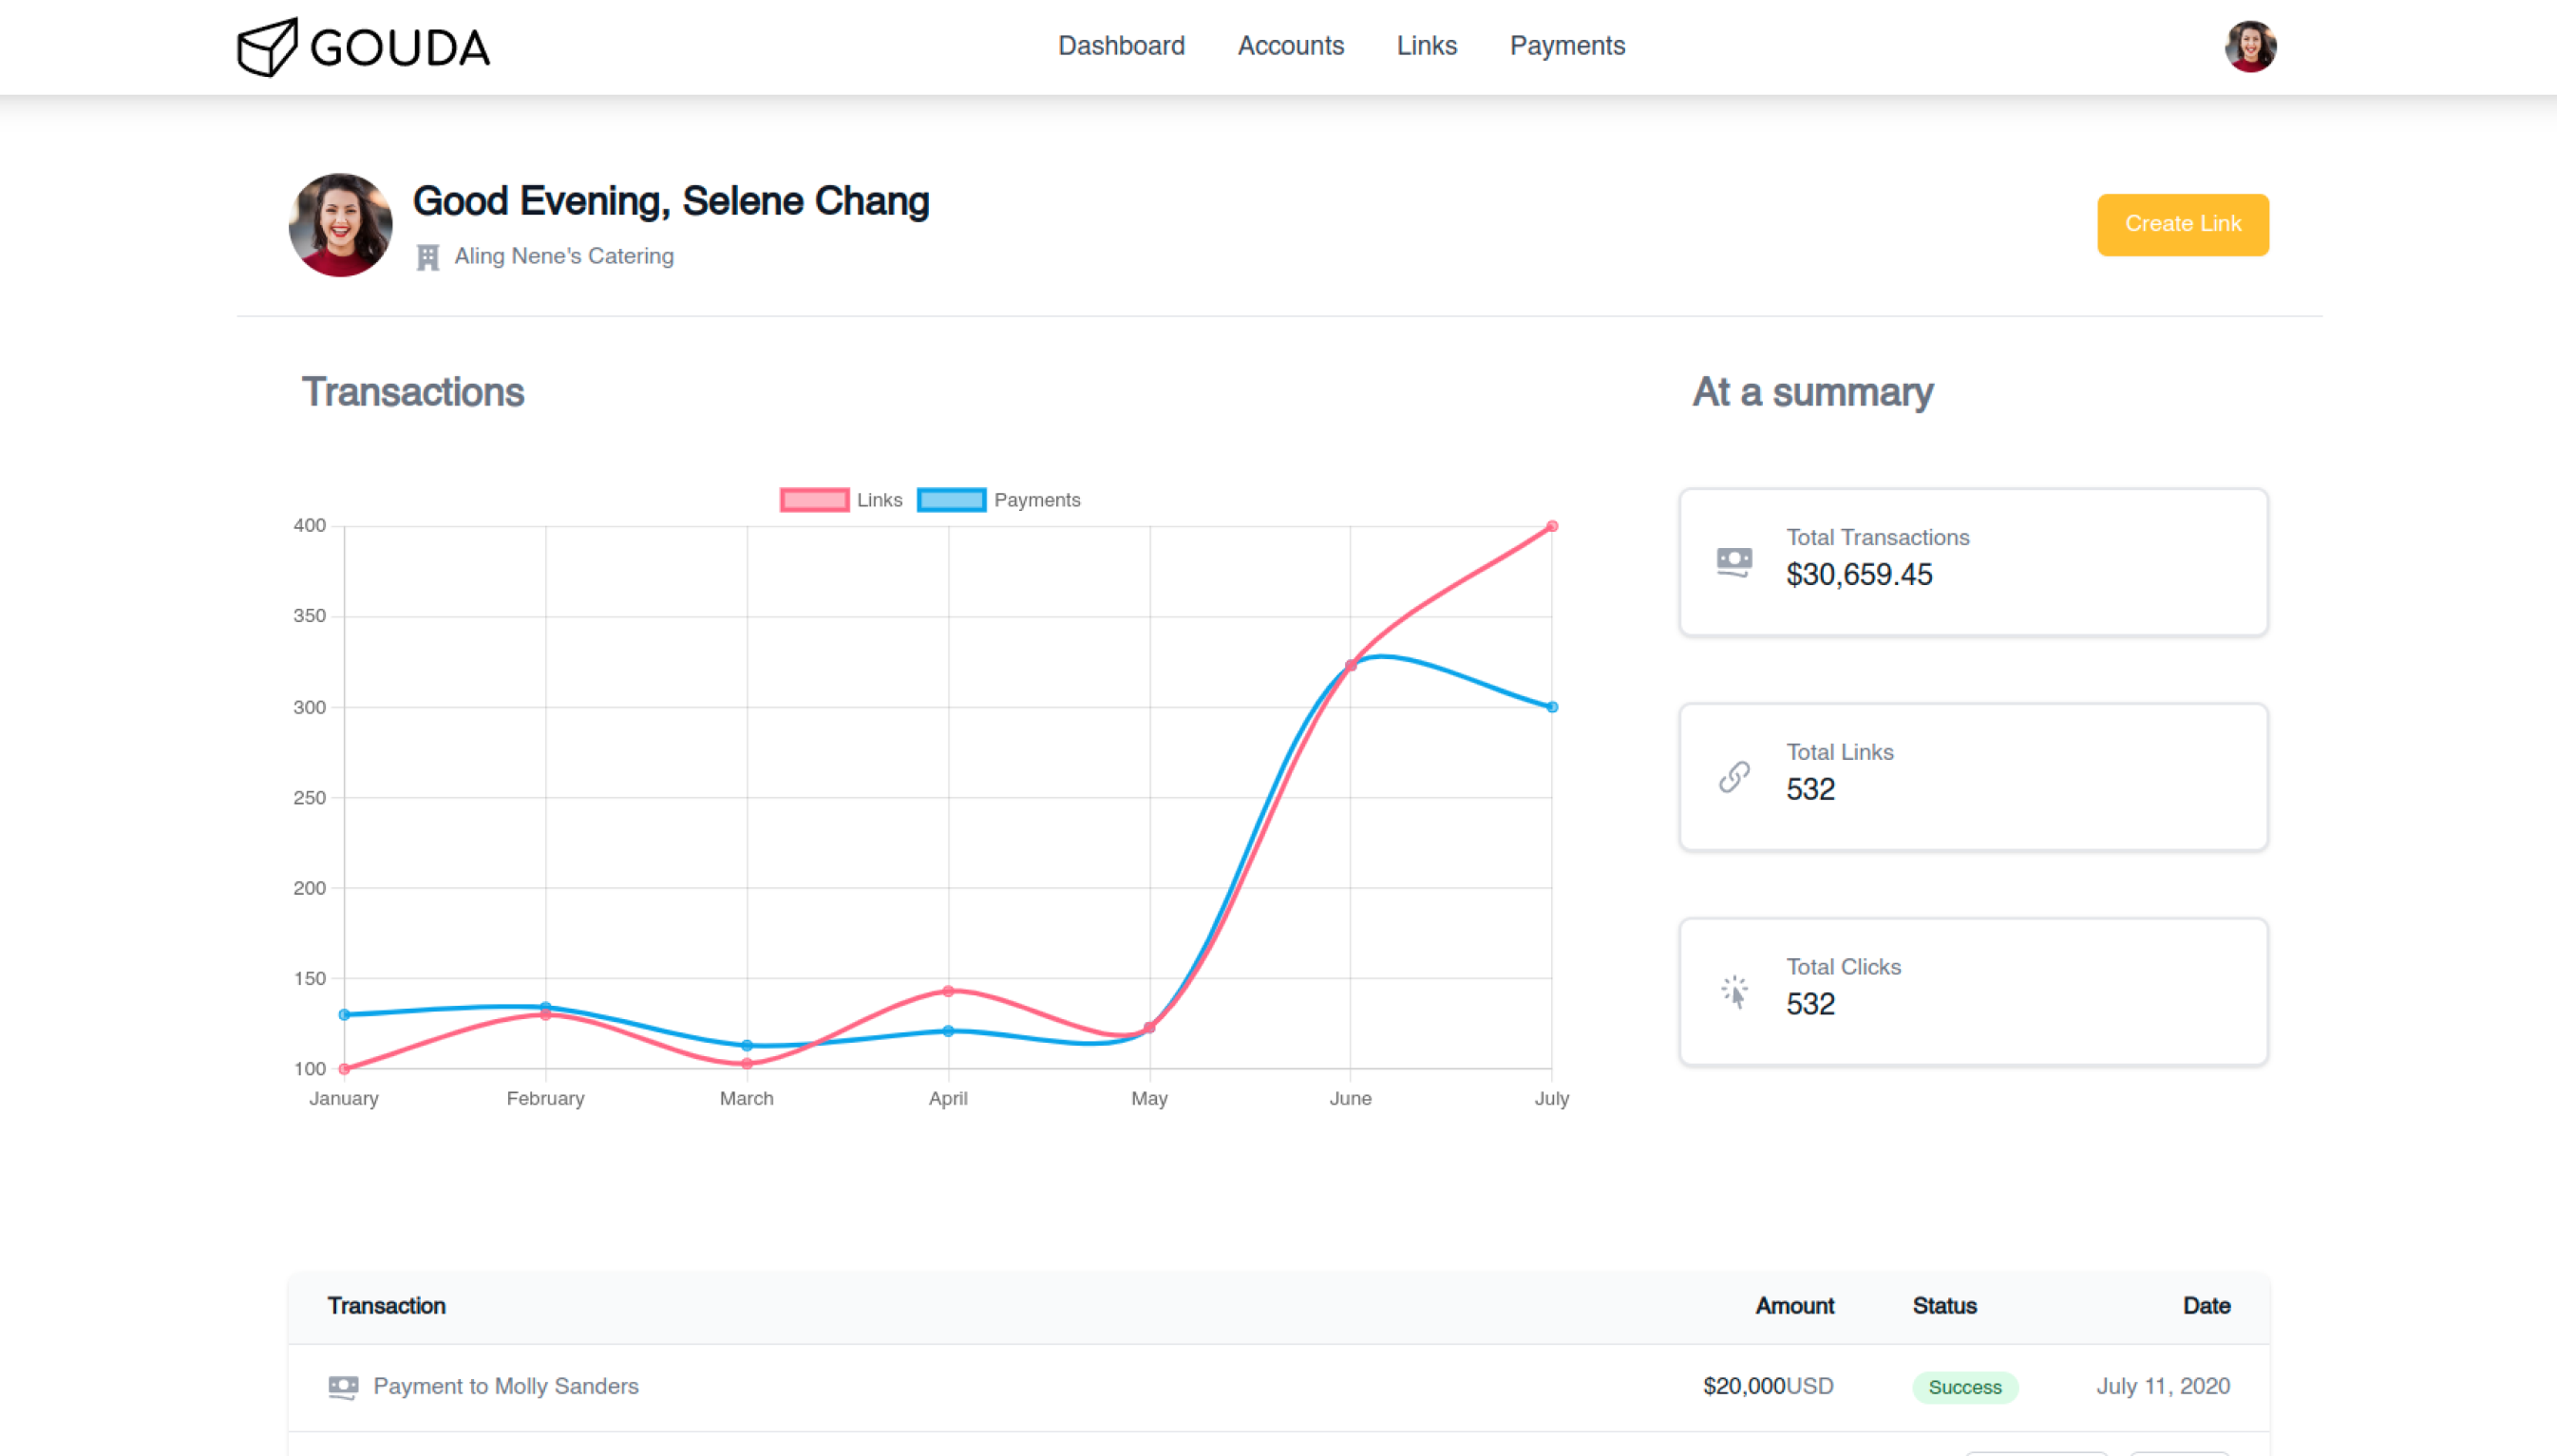 GOUDA
Dashboard Accounts Links Payments
Good Evening, Selene Chang
Aling Nene's Catering
Create Link
Transactions
At a summary
Links Payments
400
350
300
250
200
150
100
January February March April May June July
Total Transactions
$30,659.45
Total Links
532
Total Clicks
532
Transaction Amount Status Date
Payment to Molly Sanders $20,000USD Success July 11, 2020